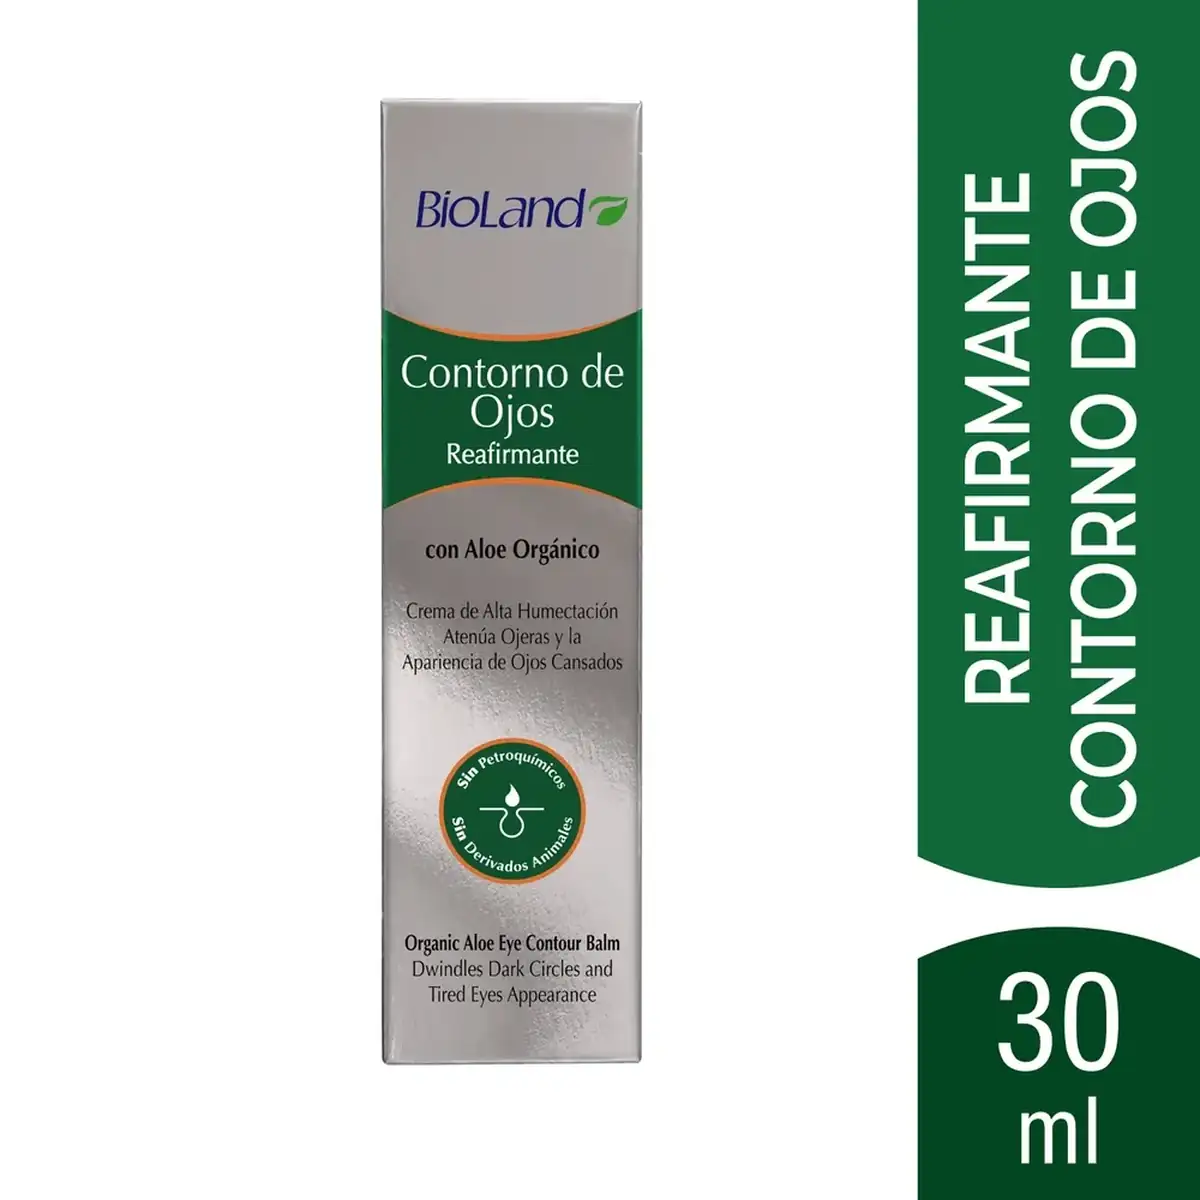 BioLand
Contorno de
Ojos
Reafirmante
con Aloe Orgánico
Crema de Alta Humectación
Atenúa Ojeras y la
Apariencia de Ojos Cansados
Sin Petroquímicos
Sin Derivados Animales
Organic Aloe Eye Contour Balm
Dwindles Dark Circles and
Tired Eyes Appearance
REAFIRMANTE
CONTORNO DE OJOS
30
ml